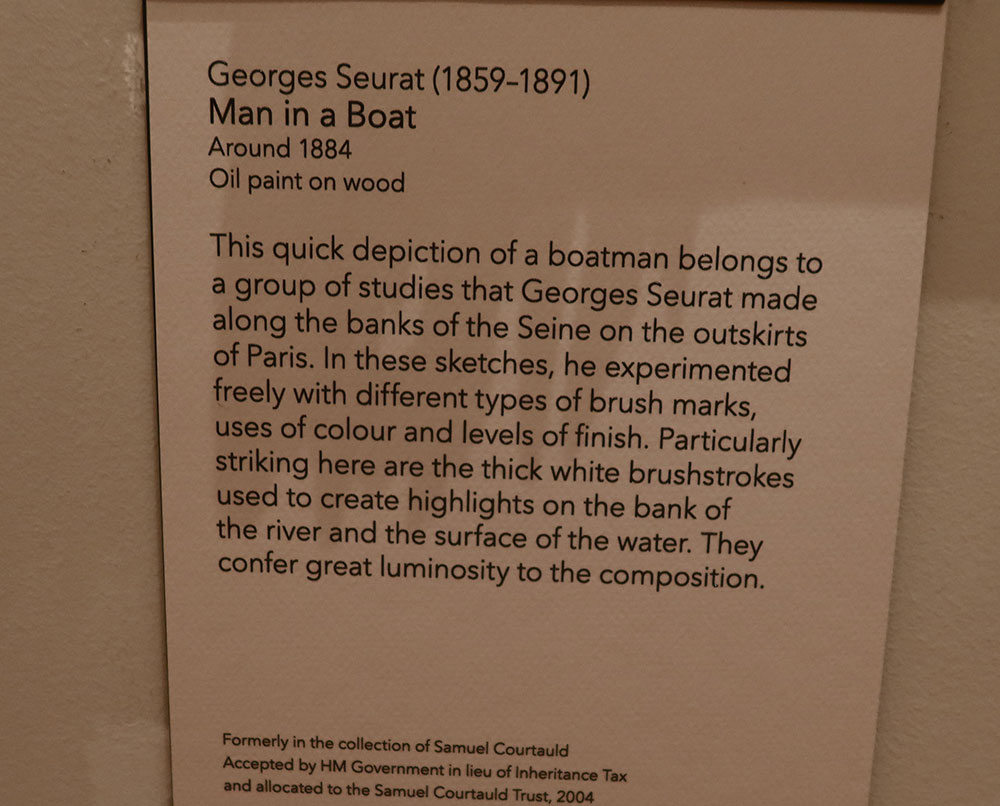 Georges Seurat (1859–1891)
Man in a Boat
Around 1884
Oil paint on wood
This quick depiction of a boatman belongs to
a group of studies that Georges Seurat made
along the banks of the Seine on the outskirts
of Paris. In these sketches, he experimented
freely with different types of brush marks,
uses of colour and levels of finish. Particularly
striking here are the thick white brushstrokes
used to create highlights on the bank of
the river and the surface of the water. They
confer great luminosity to the composition.
Formerly in the collection of Samuel Courtauld
Accepted by HM Government in lieu of Inheritance Tax
and allocated to the Samuel Courtauld Trust, 2004